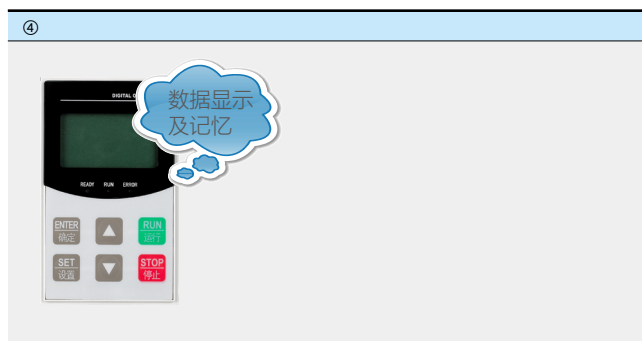 ④
DIGITAL O
数据显示
及记忆
READY RUN ERROR
ENTER
确定
RUN
运行
SET
设置
STOP
停止